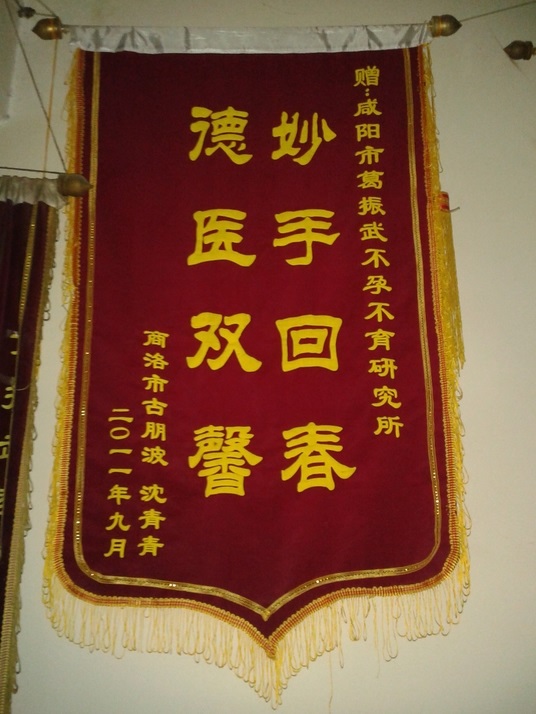 赠:咸阳市葛振武不孕不育研究所
妙手回春
德医双馨
商洛市古朋波 沈青青
二〇一一年九月